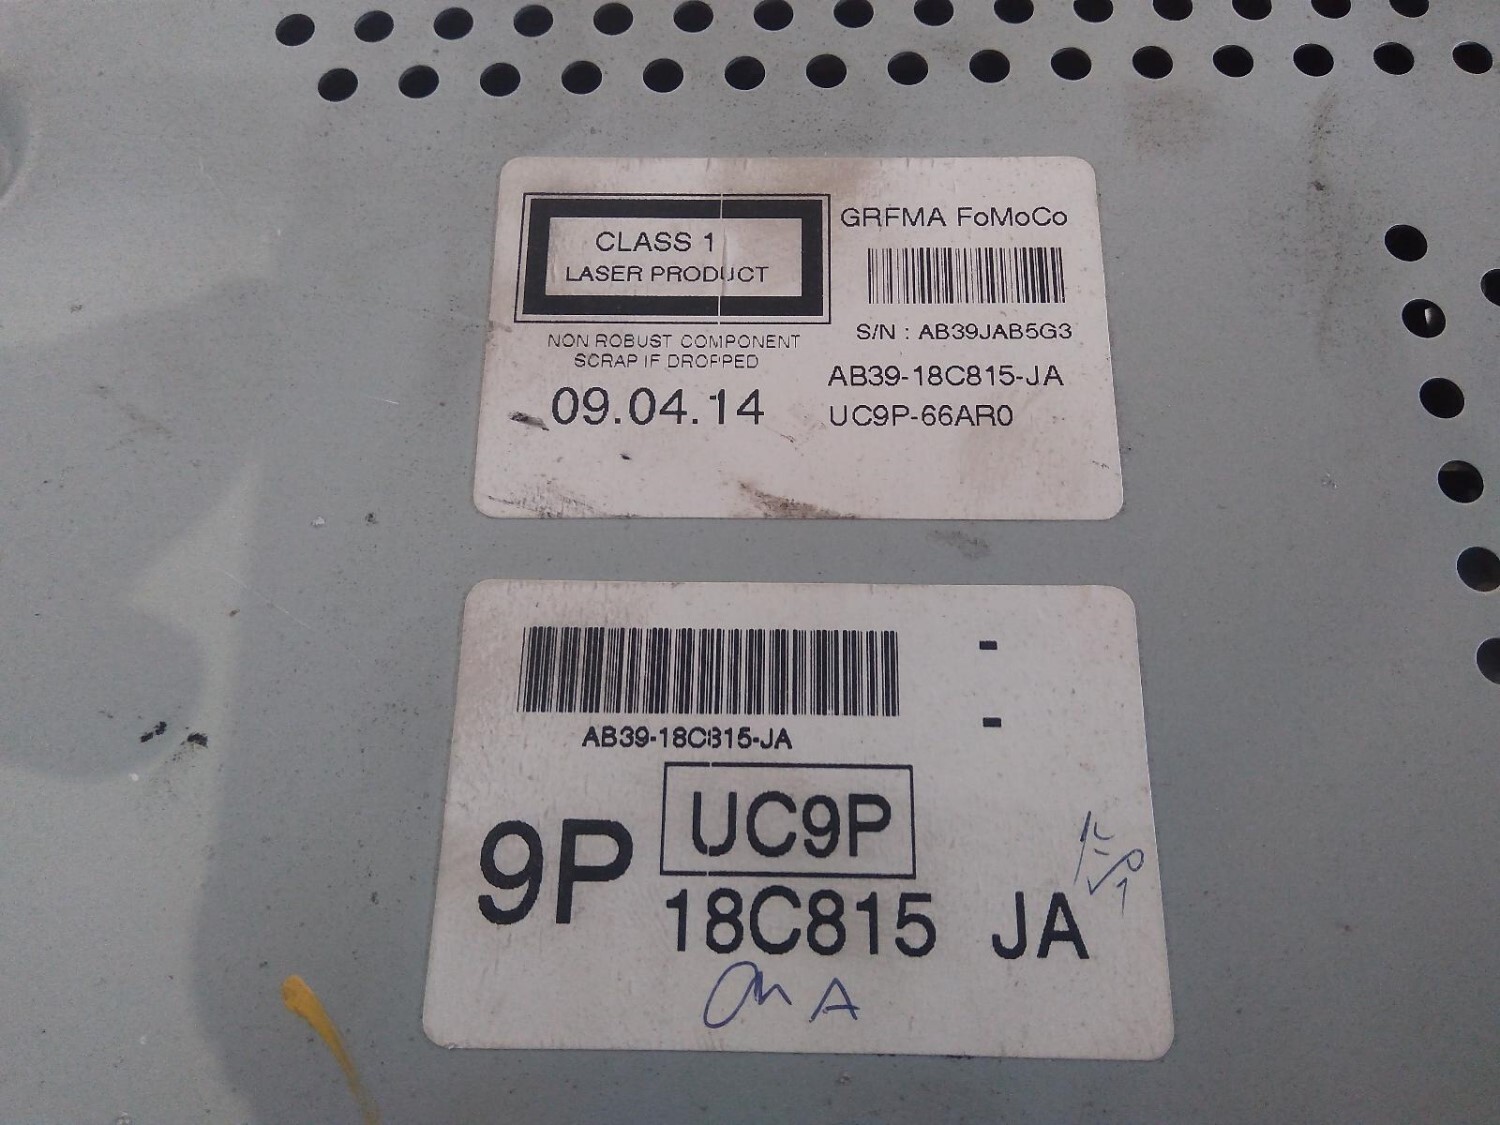 CLASS 1
LASER PRODUCT
NON ROBUST COMPONENT
SCRAP IF DROPPED
09.04.14
GRFMA FoMoCo
S/N : AB39JAB5G3
AB39-18C815-JA
UC9P-66AR0
AB39-18C815-JA
-
-
UC9P
9P
18C815 JA
A